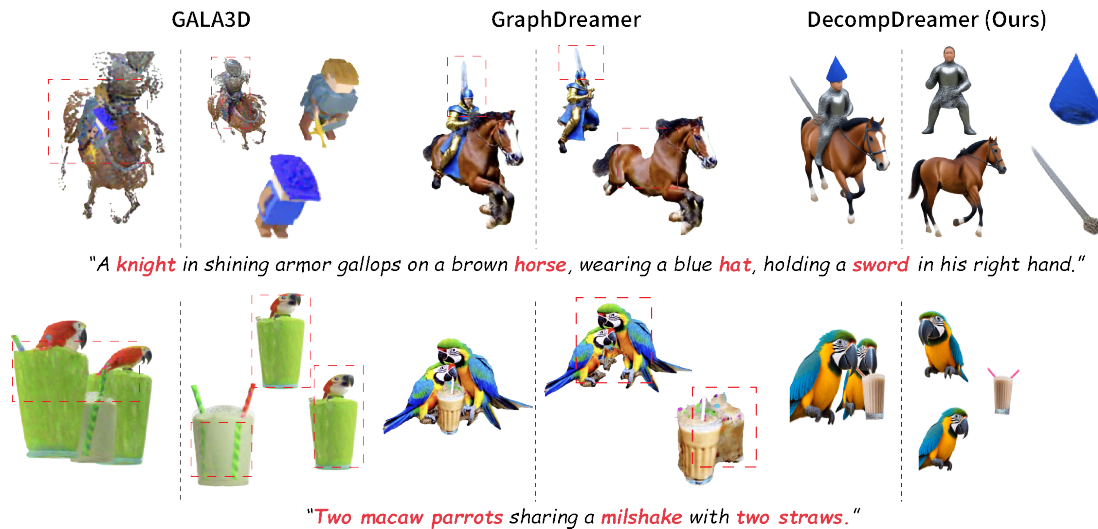 GALA3D
GraphDreamer
DecompDreamer (Ours)
"A knight in shining armor gallops on a brown horse, wearing a blue hat, holding a sword in his right hand."
"Two macaw parrots sharing a milshake with two straws."